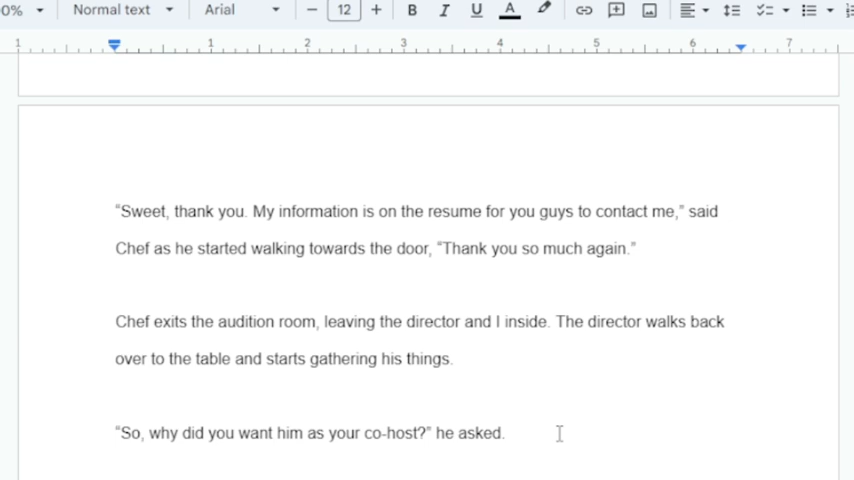 0% Normal text Arial 12 B I U A
1 1 2 3 4 5 6 7
“Sweet, thank you. My information is on the resume for you guys to contact me,” said
Chef as he started walking towards the door, “Thank you so much again.”
Chef exits the audition room, leaving the director and I inside. The director walks back
over to the table and starts gathering his things.
“So, why did you want him as your co-host?” he asked.